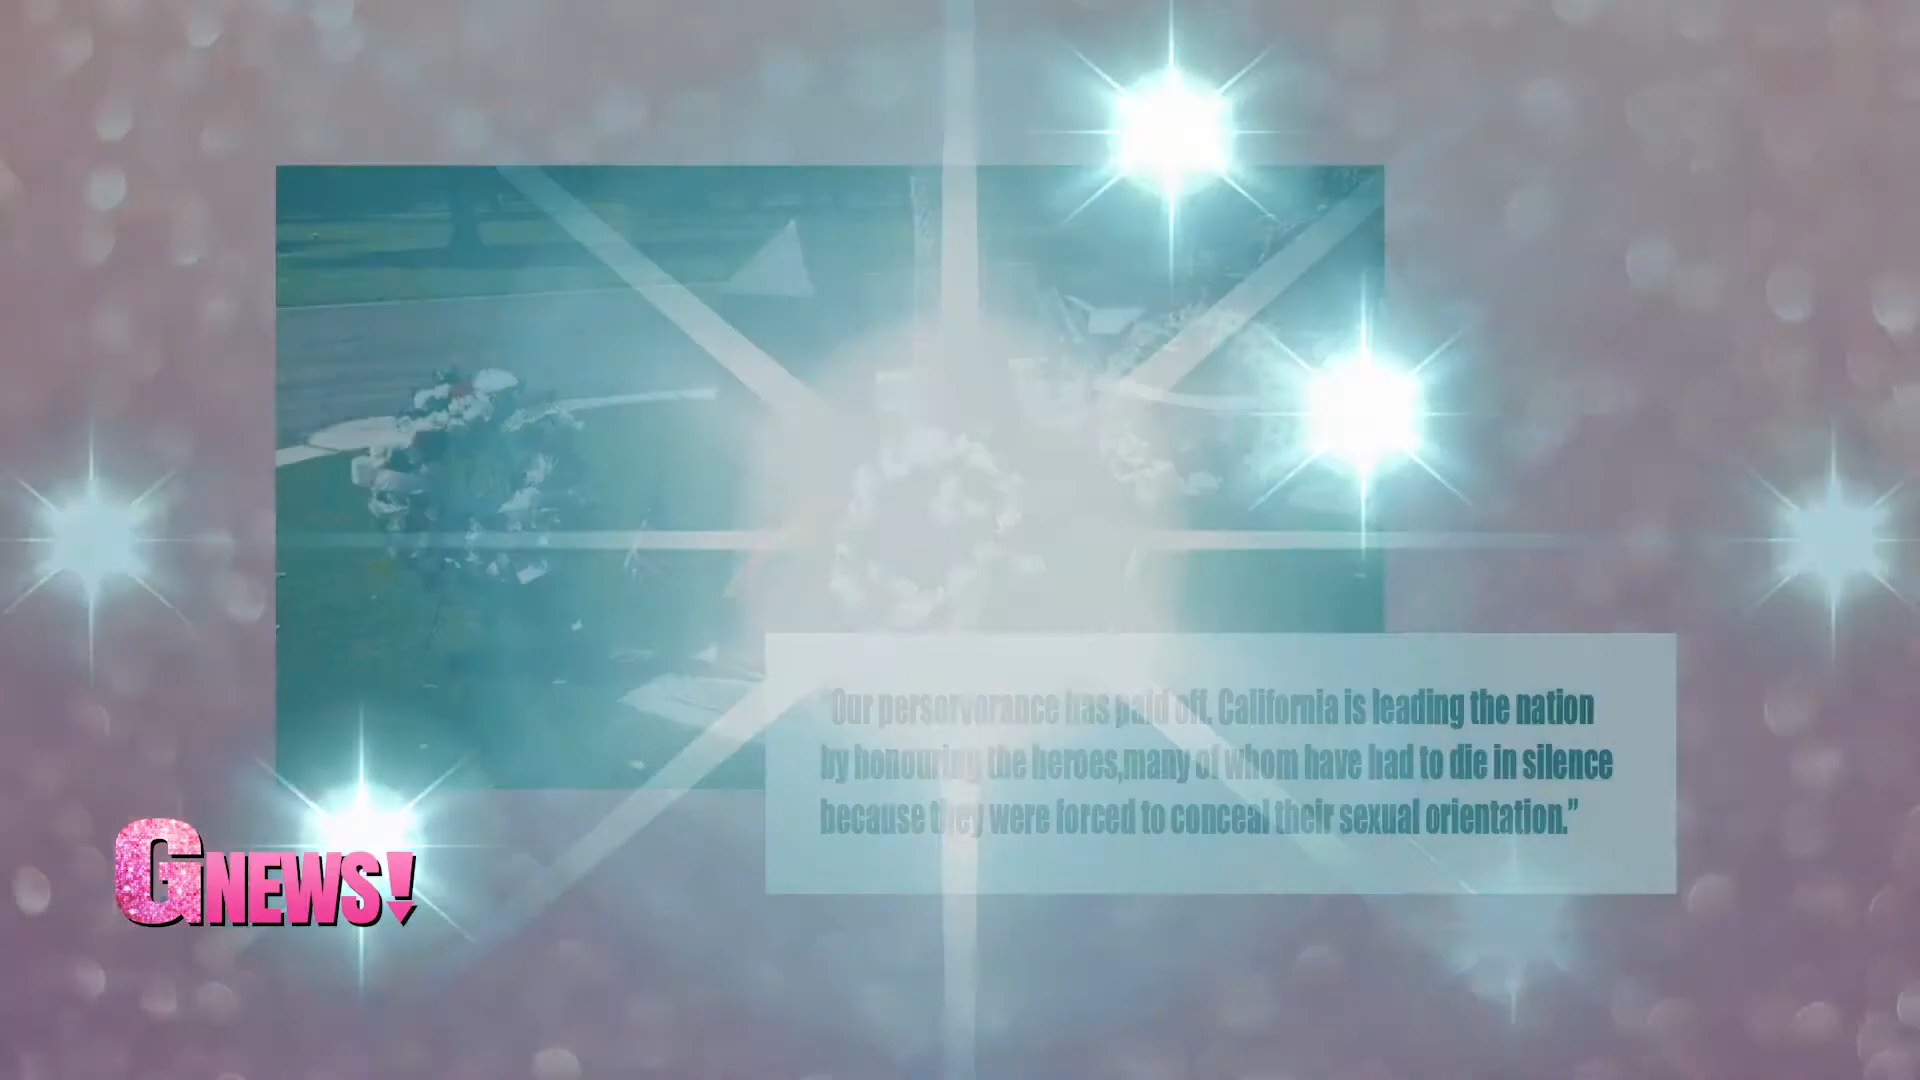 "Our perservorance has paid off. California is leading the nation
by honouring the heroes,many of whom have had to die in silence
because they were forced to conceal their sexual orientation."
GNEWS!